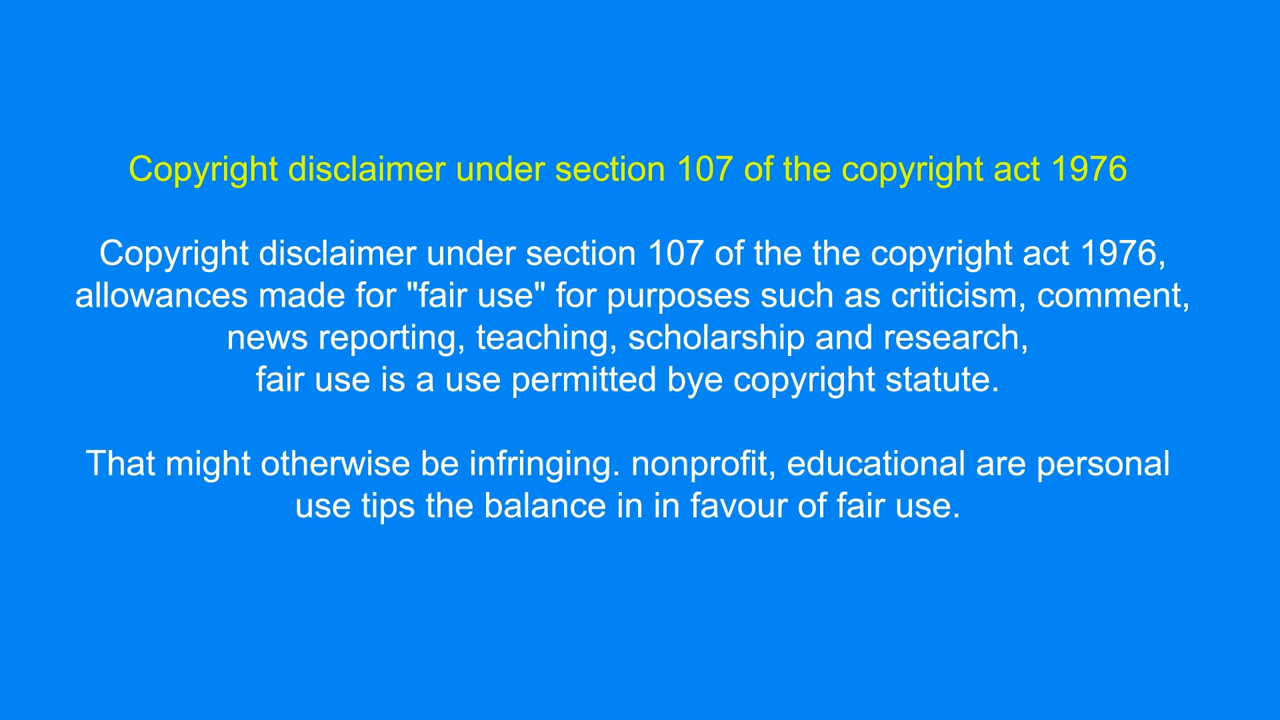 Copyright disclaimer under section 107 of the copyright act 1976
Copyright disclaimer under section 107 of the the copyright act 1976,
allowances made for "fair use" for purposes such as criticism, comment,
news reporting, teaching, scholarship and research,
fair use is a use permitted bye copyright statute.
That might otherwise be infringing. nonprofit, educational are personal
use tips the balance in in favour of fair use.